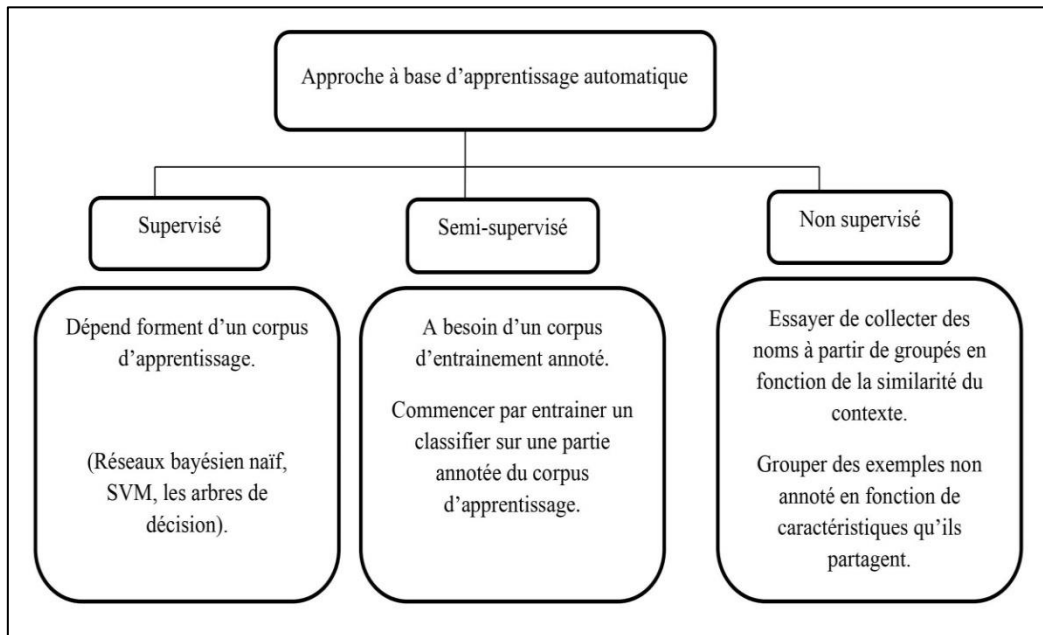 Approche à base d'apprentissage automatique
Supervisé
Dépend forment d'un corpus
d'apprentissage.
(Réseaux bayésien naïf,
SVM, les arbres de
décision).
Semi-supervisé
A besoin d'un corpus
d'entrainement annoté.
Commencer par entrainer un
classifier sur une partie
annotée du corpus
d'apprentissage.
Non supervisé
Essayer de collecter des
noms à partir de groupés en
fonction de la similarité du
contexte.
Grouper des exemples non
annoté en fonction de
caractéristiques qu'ils
partagent.